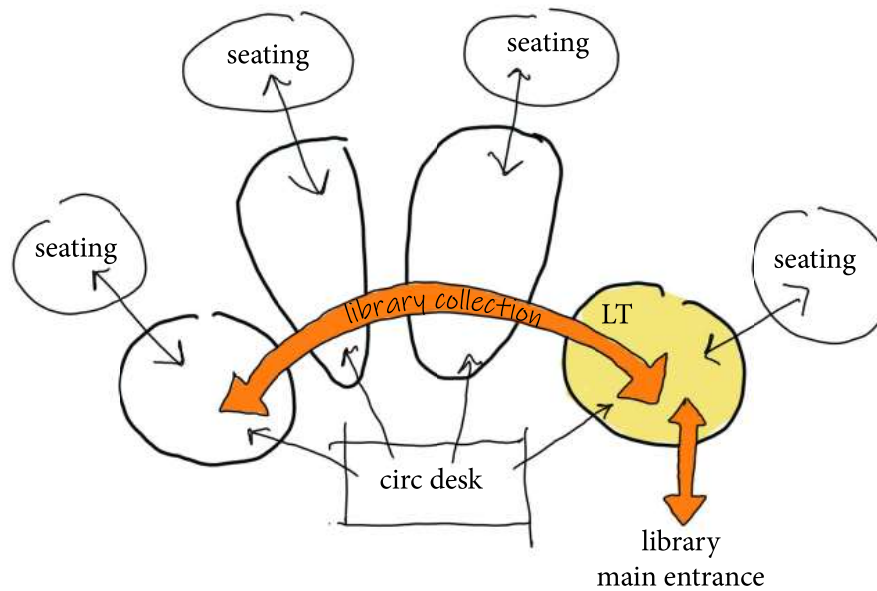 seating
seating
seating
seating
library collection
LT
circ desk
library
main entrance